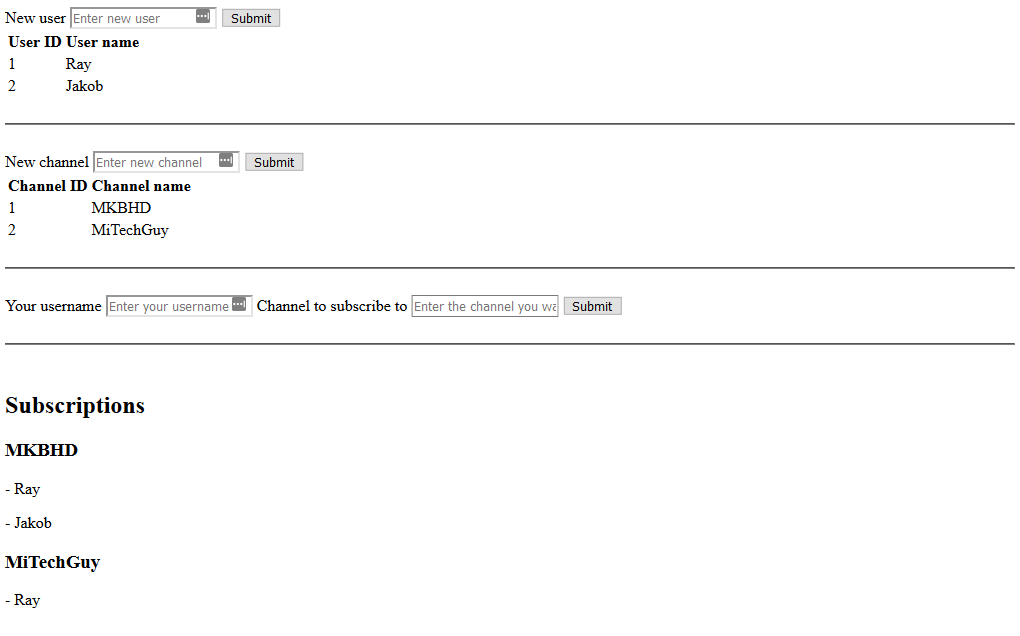 New user Enter new user Submit
User ID User name
1 Ray
2 Jakob
New channel Enter new channel Submit
Channel ID Channel name
1 MKBHD
2 MiTechGuy
Your username Enter your username Channel to subscribe to Enter the channel you wa Submit
Subscriptions
MKBHD
- Ray
- Jakob
MiTechGuy
- Ray